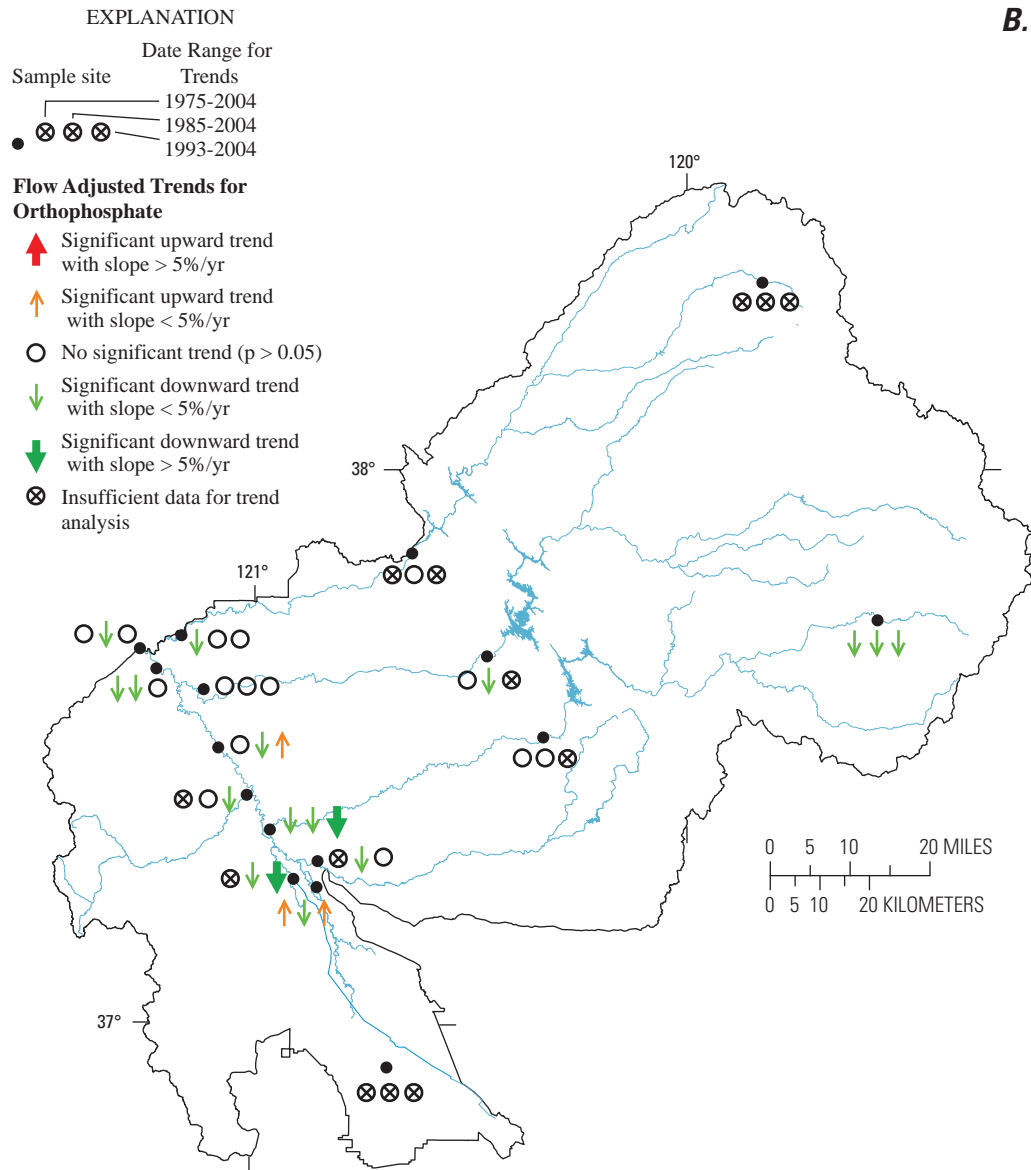 EXPLANATION
B.
Date Range for
Sample site
Trends
1975-2004
1985-2004
1993-2004
Flow Adjusted Trends for
Orthophosphate
Significant upward trend
with slope > 5%/yr
Significant upward trend
with slope < 5%/yr
No significant trend (p > 0.05)
Significant downward trend
with slope < 5%/yr
Significant downward trend
with slope > 5%/yr
Insufficient data for trend
analysis
120°
38°
121°
37°
0 5 10 20 MILES
0 5 10 20 KILOMETERS